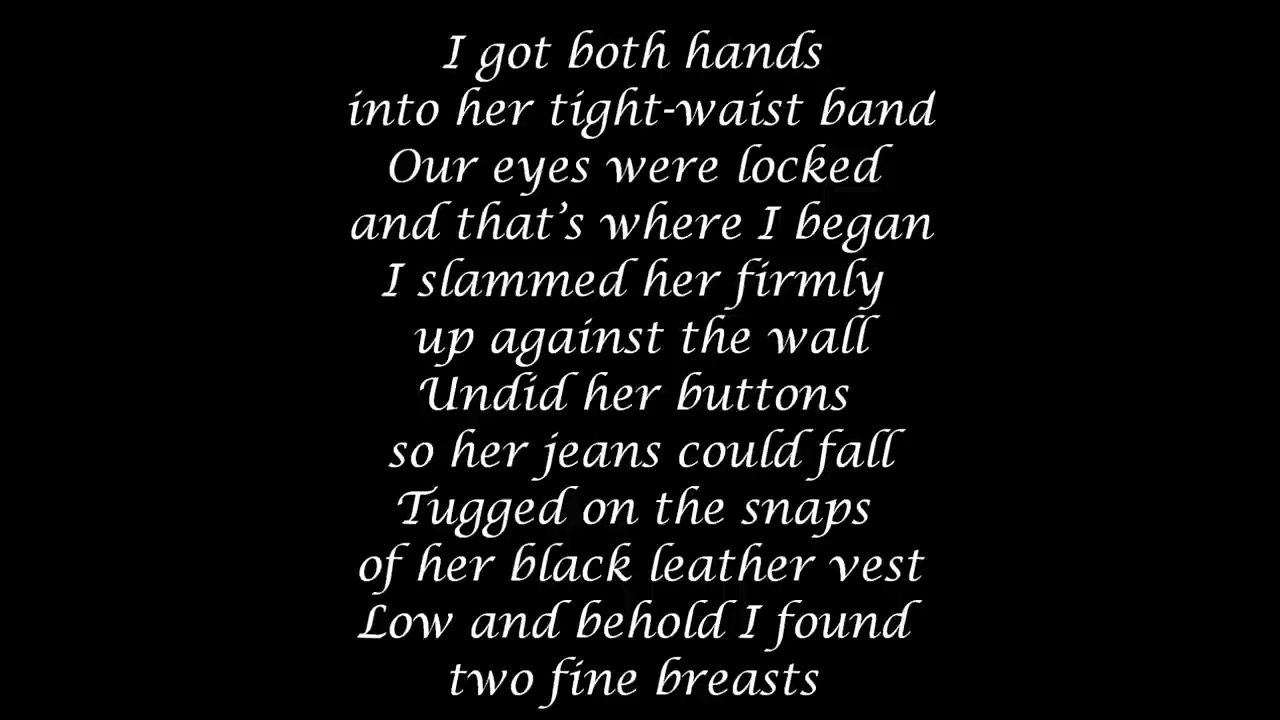 I got both hands
into her tight-waist band
Our eyes were locked
and that's where I began
I slammed her firmly
up against the wall
Undid her buttons
so her jeans could fall
Tugged on the snaps
of her black leather vest
Low and behold I found
two fine breasts